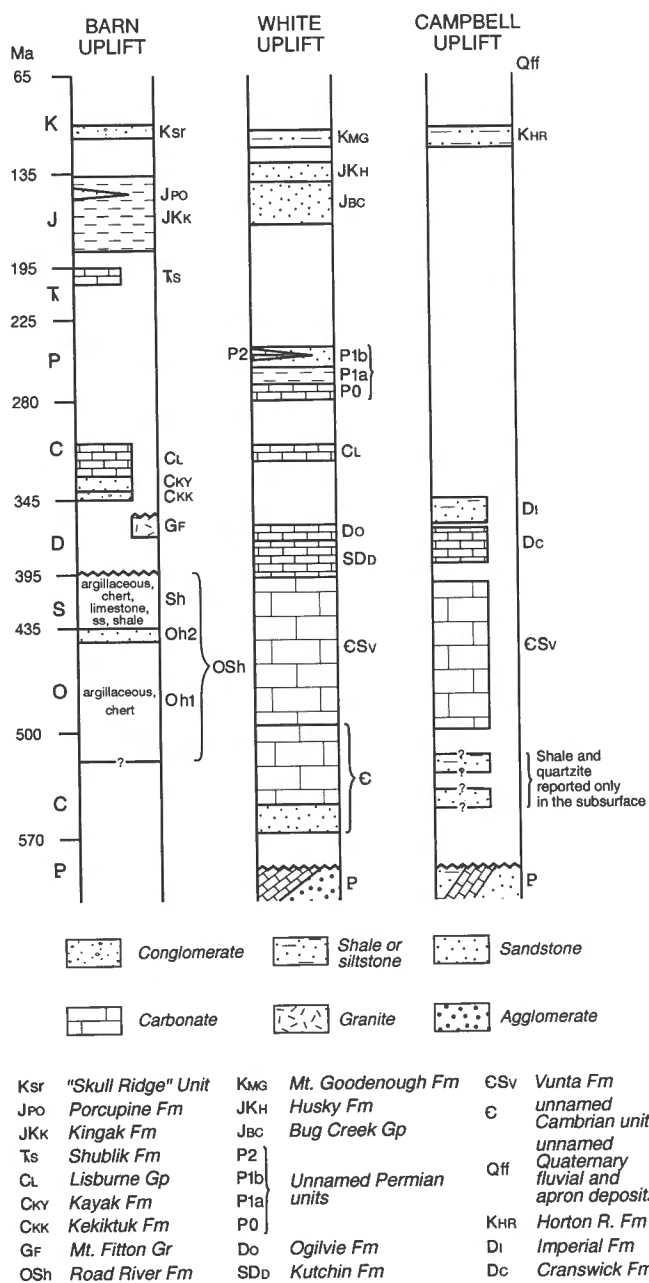 BARN UPLIFT
WHITE UPLIFT
CAMPBELL UPLIFT
Ma
65
135
195
225
280
345
395
435
500
570
K
J
Ѫ
P
C
D
S
O
C
P
Ksr
JPO
JKK
ѪS
CL
CKY
CKK
GF
argillaceous,
chert,
limestone,
ss, shale
Sh
Oh2
argillaceous,
chert
Oh1
OSh
?
KMG
JKH
JBC
P2
P1b
P1a
P0
CL
DO
SDD
ЄSV
Є
P
Qff
KHR
DI
DC
ЄSV
?
?
?
?
Shale and
quartzite
reported only
in the subsurface
P
Conglomerate
Shale or
siltstone
Sandstone
Carbonate
Granite
Agglomerate
Ksr "Skull Ridge" Unit
JPO Porcupine Fm
JKK Kingak Fm
ѪS Shublik Fm
CL Lisburne Gp
CKY Kayak Fm
CKK Kekiktuk Fm
GF Mt. Fitton Gr
OSh Road River Fm
KMG Mt. Goodenough Fm
JKH Husky Fm
JBC Bug Creek Gp
P2
P1b
P1a
P0
Unnamed Permian
units
DO Ogilvie Fm
SDD Kutchin Fm
ЄSV Vunta Fm
Є unnamed
Cambrian unit
Qff unnamed
Quaternary
fluvial and
apron deposits
KHR Horton R. Fm
DI Imperial Fm
DC Cranswick Fm